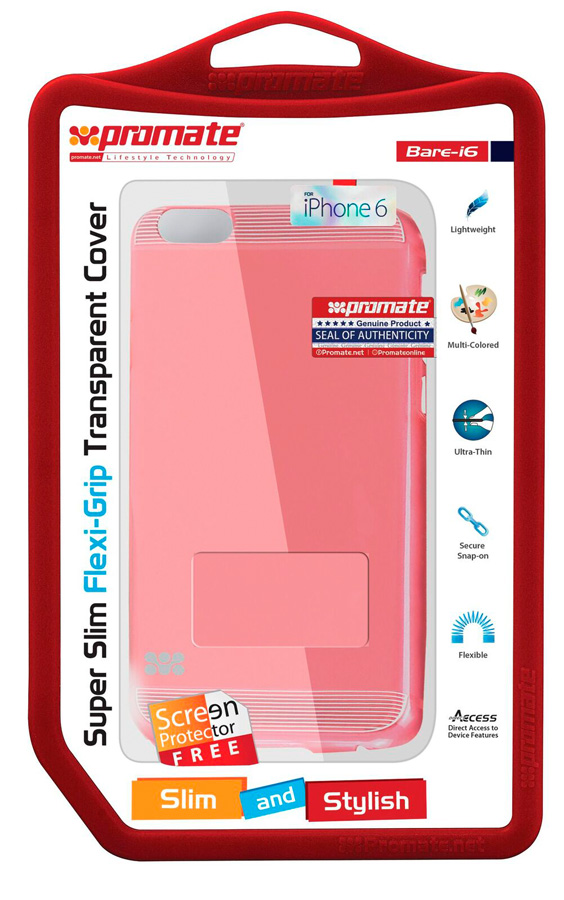 promate
promate
promate.net Lifestyle Technology
Bare-i6
Super Slim Flexi-Grip Transparent Cover
FOR
iPhone 6
promate
Genuine Product
SEAL OF AUTHENTICITY
Promate.net | Promateonline
Lightweight
Multi-Colored
Ultra-Thin
Secure
Snap-on
Flexible
Access
Direct Access to
Device Features
Screen
Protector
FREE
Slim and Stylish
promate
Promate.net